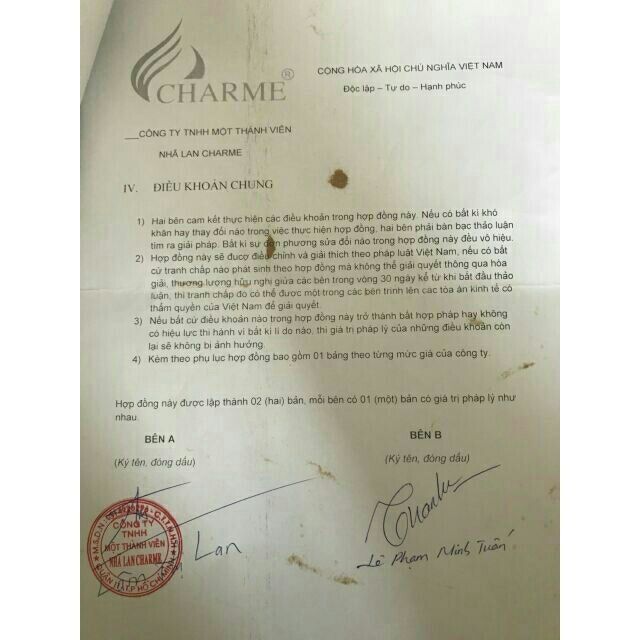 CHARME®
CỘNG HÒA XÃ HỘI CHỦ NGHĨA VIỆT NAM
Độc lập – Tự do – Hạnh phúc
__CÔNG TY TNHH MỘT THÀNH VIÊN
NHÃ LAN CHARME
IV. ĐIỀU KHOẢN CHUNG
1) Hai bên cam kết thực hiện các điều khoản trong hợp đồng này. Nếu có bất kì khó
khăn hay thay đổi nào trong việc thực hiện hợp đồng, hai bên phải bàn bạc thảo luận
tìm ra giải pháp. Bất kì sự đơn phương sửa đổi nào trong hợp đồng này đều vô hiệu.
2) Hợp đồng này sẽ đuợc điều chỉnh và giải thích theo pháp luật Việt Nam, nếu có bất
cứ tranh chấp nào phát sinh theo hợp đồng mà không thể giải quyết thông qua hòa
giải, thương lượng hữu nghị giữa các bên trong vòng 30 ngày kể từ khi bắt đầu thảo
luận, thì tranh chấp đo có thể được một trong các bên trình lên các tòa án kinh tế có
thẩm quyền của Việt Nam để giải quyết.
3) Nếu bất cứ điều khoản nào trong hợp đồng này trở thành bất hợp pháp hay không
có hiệu lực thi hành vì bất kì lí do nào, thì giá trị pháp lý của những điều khoản còn
lại sẽ không bị ảnh hưởng.
4) Kèm theo phụ lục hợp đồng bao gồm 01 bảng theo từng mức giá của công ty.
Hợp đồng này được lập thành 02 (hai) bản, mỗi bên có 01 (một) bản có giá trị pháp lý như
nhau.
BÊN A
BÊN B
(Ký tên, đóng dấu)
(Ký tên, đóng dấu)
CÔNG TY
TNHH
MỘT THÀNH VIÊN
NHÃ LAN CHARME
QUẬN 11 T.P HỒ CHÍ MINH
Lan
Lê Phạm Minh Tuấn